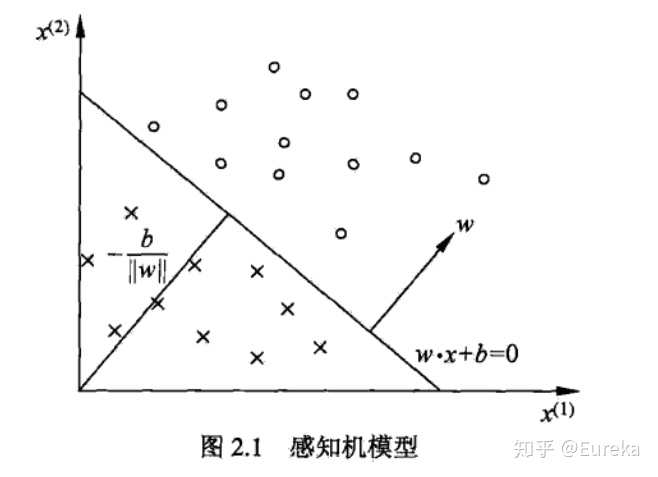 x(2)
−b/||w||
w
w·x+b=0
x(1)
图 2.1 感知机模型
知乎 @Eureka